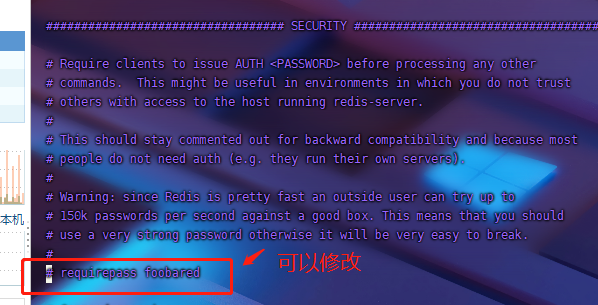 ################################ SECURITY ##################################
# Require clients to issue AUTH <PASSWORD> before processing any other
# commands.  This might be useful in environments in which you do not trust
# others with access to the host running redis-server.
#
# This should stay commented out for backward compatibility and because most
# people do not need auth (e.g. they run their own servers).
#
# Warning: since Redis is pretty fast an outside user can try up to
# 150k passwords per second against a good box. This means that you should
# use a very strong password otherwise it will be very easy to break.
#
# requirepass foobared
可以修改
本机